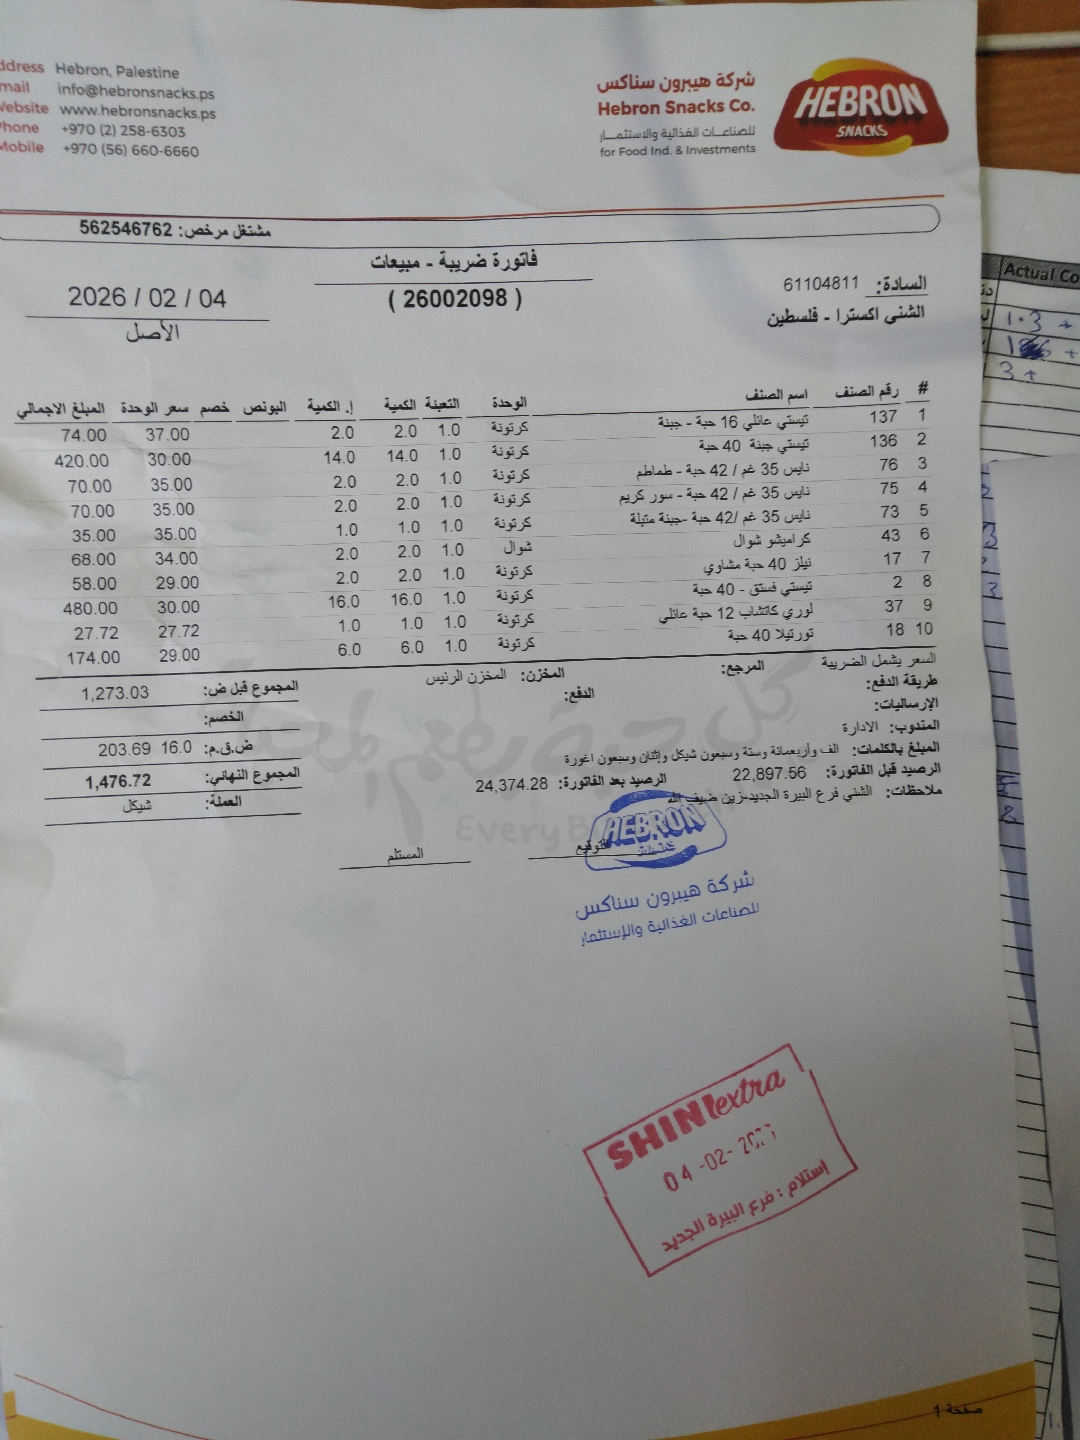 Address Hebron, Palestine
Email info@hebronsnacks.ps
Website www.hebronsnacks.ps
Phone +970 (2) 258-6303
Mobile +970 (56) 660-6660
شركة هيبرون سناكس
Hebron Snacks Co.
للصناعات الغذائية والاستثمار
for Food Ind. & Investments
HEBRON
SNACKS
مشتغل مرخص: 562546762
فاتورة ضريبة - مبيعات
( 26002098 )
2026 / 02 / 04
الأصل
السادة: 61104811
الشني اكسترا - فلسطين
# رقم الصنف اسم الصنف الوحدة التعبئة الكمية إ. الكمية البونص خصم سعر الوحدة المبلغ الاجمالي
1 137 تيستي عائلي 16 حبة - جبنة كرتونة 1.0 2.0 2.0 37.00 74.00
2 136 تيستي جبنة 40 حبة كرتونة 1.0 14.0 14.0 30.00 420.00
3 76 نايس 35 غم / 42 حبة - طماطم كرتونة 1.0 2.0 2.0 35.00 70.00
4 75 نايس 35 غم / 42 حبة - سور كريم كرتونة 1.0 2.0 2.0 35.00 70.00
5 73 نايس 35 غم /42 حبة -جبنة متبلة كرتونة 1.0 1.0 1.0 35.00 35.00
6 43 كراميشو شوال شوال 1.0 2.0 2.0 34.00 68.00
7 17 نيلز 40 حبة مشاوي كرتونة 1.0 2.0 2.0 29.00 58.00
8 2 تيستي فستق - 40 حبة كرتونة 1.0 16.0 16.0 30.00 480.00
9 37 لوري كاتشاب 12 حبة عائلي كرتونة 1.0 1.0 1.0 27.72 27.72
10 18 تورتيلا 40 حبة كرتونة 1.0 6.0 6.0 29.00 174.00
السعر يشمل الضريبة المرجع: المخزن: المخزن الرئيس
طريقة الدفع: الدفع:
الإرساليات:
المندوب: الادارة
المبلغ بالكلمات: الف وأربعمائة وستة وسبعون شيكل وإثنان وسبعون اغورة
الرصيد قبل الفاتورة: 22,897.56 الرصيد بعد الفاتورة: 24,374.28
ملاحظات: الشني فرع البيرة الجديد-زين ضيف الله
المجموع قبل ض: 1,273.03
الخصم:
ض.ق.م: 16.0 203.69
المجموع النهائي: 1,476.72
العملة: شيكل
كل حبة بطعم المحبة
Every B
التوقيع
المستلم
HEBRON
شركة هيبرون سناكس
للصناعات الغذائية والإستثمار
SHINI extra
04-02-
إستلام : فرع البيرة الجديد
صفحة 1
Actual Co
1.3 +
3 +